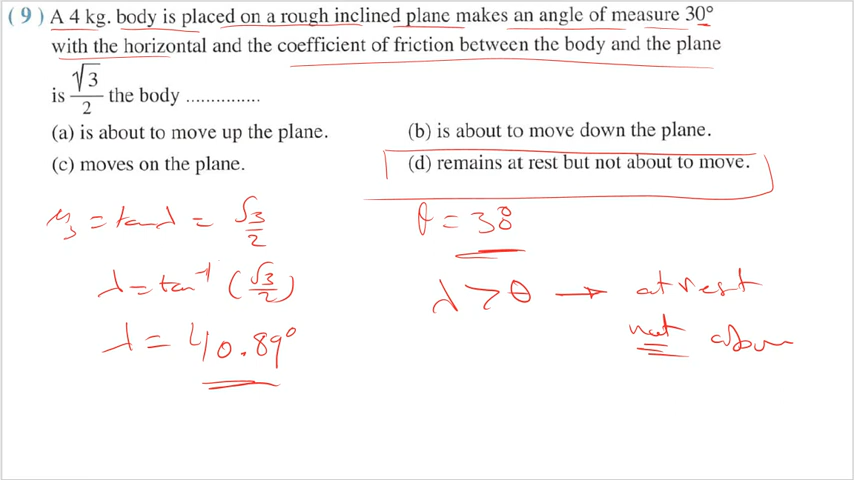 (9) A 4 kg. body is placed on a rough inclined plane makes an angle of measure 30°
with the horizontal and the coefficient of friction between the body and the plane
is √3/2 the body ...............
(a) is about to move up the plane. (b) is about to move down the plane.
(c) moves on the plane. (d) remains at rest but not about to move.
μs = tanλ = √3/2 θ = 30°
λ = tan⁻¹ (√3/2) λ > θ → at rest
λ = 40.89° not abou